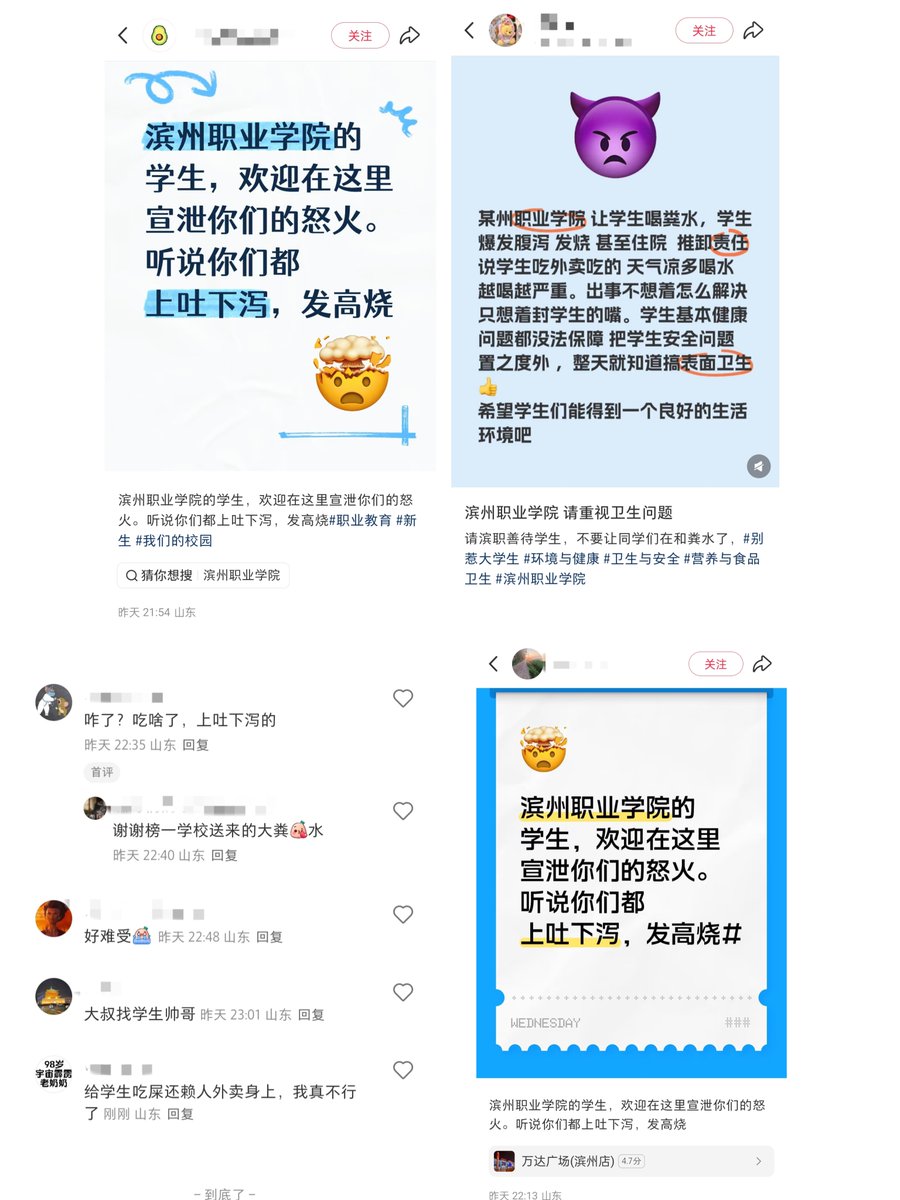 关注
滨州职业学院的
学生，欢迎在这里
宣泄你们的怒火。
听说你们都
上吐下泻，发高烧
滨州职业学院的学生，欢迎在这里宣泄你们的怒
火。听说你们都上吐下泻，发高烧#职业教育 #新
生 #我们的校园
猜你想搜 滨州职业学院
昨天 21:54 山东
关注
某州职业学院 让学生喝粪水，学生
爆发腹泻 发烧 甚至住院 推卸责任
说学生吃外卖吃的 天气凉多喝水
越喝越严重。出事不想着怎么解决
只想着封学生的嘴。学生基本健康
问题都没法保障 把学生安全问题
置之度外 ，整天就知道搞表面卫生
👍
希望学生们能得到一个良好的生活
环境吧
滨州职业学院 请重视卫生问题
请滨职善待学生，不要让同学们在和粪水了，#别
惹大学生 #环境与健康 #卫生与安全 #营养与食品
卫生 #滨州职业学院
咋了？吃啥了，上吐下泻的
昨天 22:35 山东 回复
首评
谢谢榜一学校送来的大粪水
昨天 22:40 山东 回复
好难受 昨天 22:48 山东 回复
大叔找学生帅哥 昨天 23:01 山东 回复
98岁
宇宙霹雳
老奶奶
给学生吃屎还赖人外卖身上，我真不行
了 刚刚 山东 回复
- 到底了 -
关注
滨州职业学院的
学生，欢迎在这里
宣泄你们的怒火。
听说你们都
上吐下泻，发高烧#
WEDNESDAY ###
滨州职业学院的学生，欢迎在这里宣泄你们的怒
火。听说你们都上吐下泻，发高烧
万达广场(滨州店) 4.7分
昨天 22:13 山东